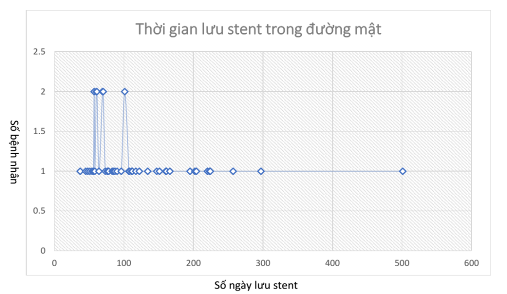 Thời gian lưu stent trong đường mật
2.5
2
1.5
1
0.5
0
0 100 200 300 400 500 600
Số bệnh nhân
Số ngày lưu stent